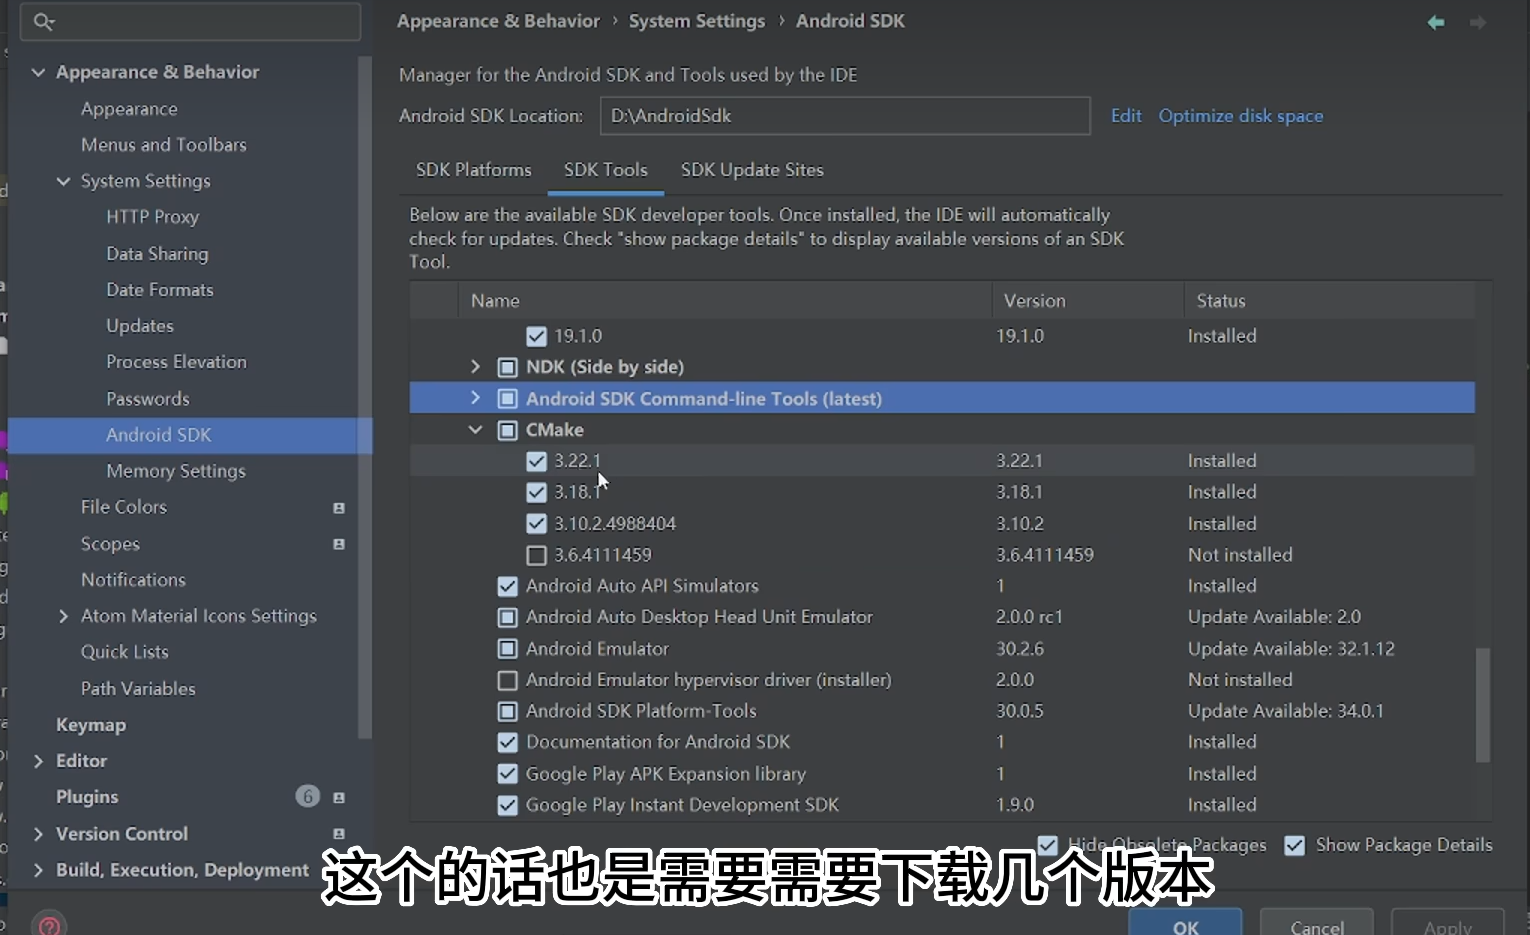 Appearance & Behavior › System Settings › Android SDK
Appearance & Behavior
Appearance
Menus and Toolbars
System Settings
HTTP Proxy
Data Sharing
Date Formats
Updates
Process Elevation
Passwords
Android SDK
Memory Settings
File Colors
Scopes
Notifications
Atom Material Icons Settings
Quick Lists
Path Variables
Keymap
Editor
Plugins 6
Version Control
Build, Execution, Deployment
Manager for the Android SDK and Tools used by the IDE
Android SDK Location: D:\AndroidSdk Edit Optimize disk space
SDK Platforms SDK Tools SDK Update Sites
Below are the available SDK developer tools. Once installed, the IDE will automatically
check for updates. Check "show package details" to display available versions of an SDK
Tool.
Name Version Status
19.1.0 19.1.0 Installed
NDK (Side by side)
Android SDK Command-line Tools (latest)
CMake
3.22.1 3.22.1 Installed
3.18.1 3.18.1 Installed
3.10.2.4988404 3.10.2 Installed
3.6.4111459 3.6.4111459 Not installed
Android Auto API Simulators 1 Installed
Android Auto Desktop Head Unit Emulator 2.0.0 rc1 Update Available: 2.0
Android Emulator 30.2.6 Update Available: 32.1.12
Android Emulator hypervisor driver (installer) 2.0.0 Not installed
Android SDK Platform-Tools 30.0.5 Update Available: 34.0.1
Documentation for Android SDK 1 Installed
Google Play APK Expansion library 1 Installed
Google Play Instant Development SDK 1.9.0 Installed
Hide Obsolete Packages Show Package Details
这个的话也是需要需要下载几个版本
? OK Cancel Apply